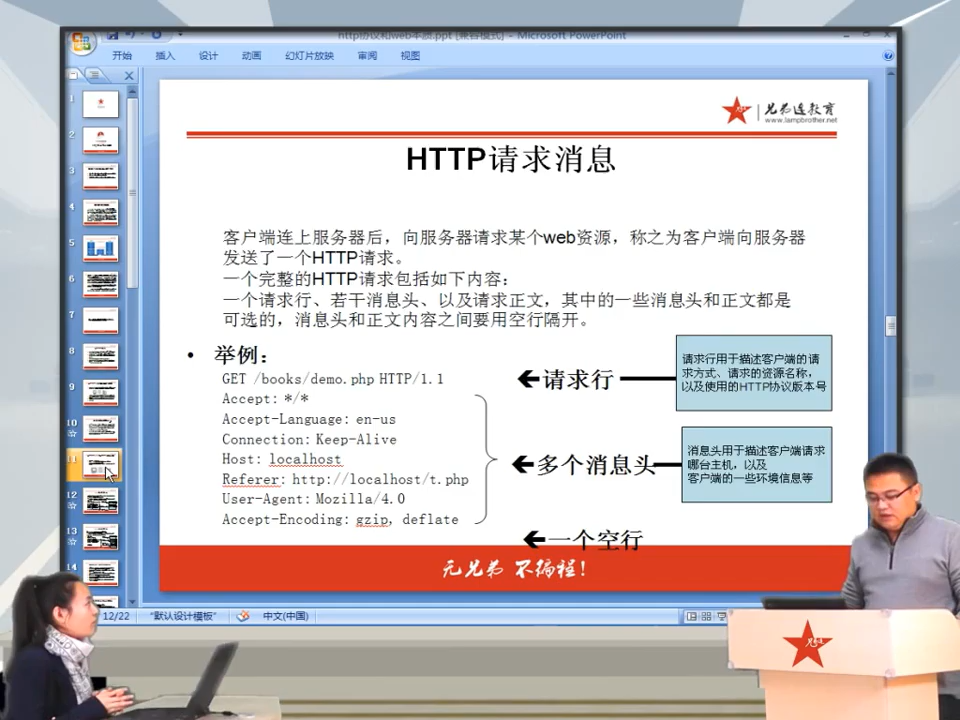 http协议和web本质.ppt [兼容模式] - Microsoft PowerPoint
开始 插入 设计 动画 幻灯片放映 审阅 视图
兄弟连教育
www.lampbrother.net
HTTP请求消息
客户端连上服务器后，向服务器请求某个web资源，称之为客户端向服务器
发送了一个HTTP请求。
一个完整的HTTP请求包括如下内容：
一个请求行、若干消息头、以及请求正文，其中的一些消息头和正文都是
可选的，消息头和正文内容之间要用空行隔开。
• 举例：
GET /books/demo.php HTTP/1.1
Accept: */*
Accept-Language: en-us
Connection: Keep-Alive
Host: localhost
Referer: http://localhost/t.php
User-Agent: Mozilla/4.0
Accept-Encoding: gzip, deflate
请求行
请求行用于描述客户端的请
求方式、请求的资源名称，
以及使用的HTTP协议版本号
多个消息头
消息头用于描述客户端请求
哪台主机，以及
客户端的一些环境信息等
一个空行
无兄弟 不编程！
1
2
3
4
5
6
7
8
9
10
11
12
13
14
12/22 "默认设计模板" 中文(中国)